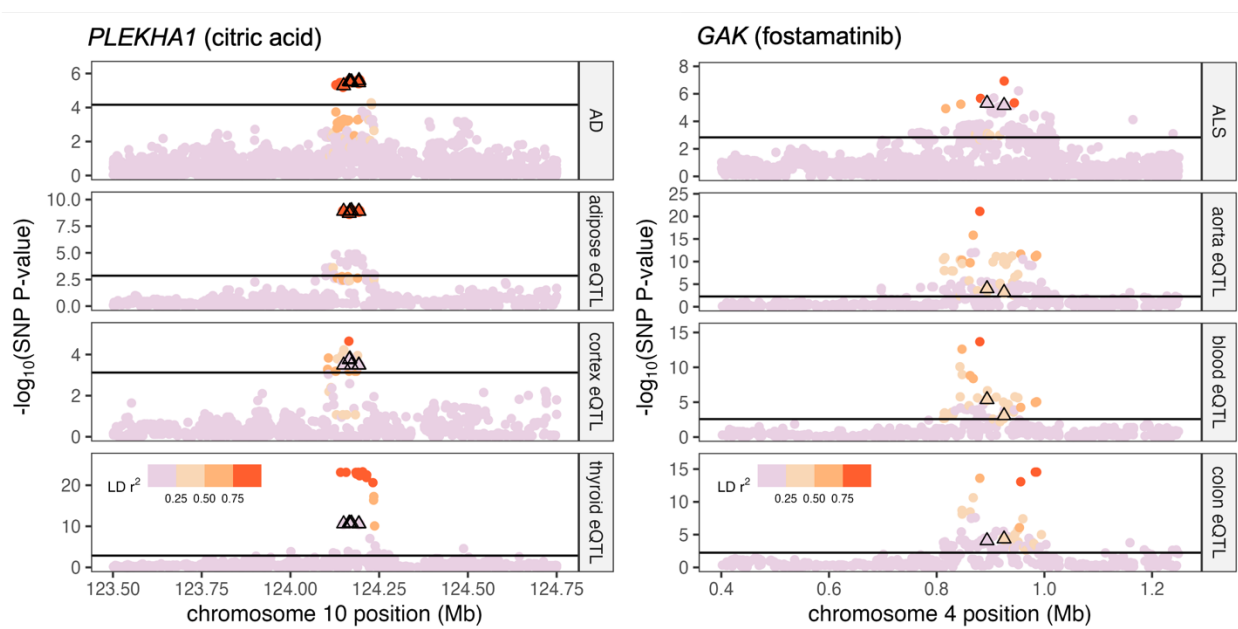 PLEKHA1 (citric acid)
-log10(SNP P-value)
6
4
2
0
AD
10.0
7.5
5.0
2.5
0.0
adipose eQTL
4
2
0
cortex eQTL
20
10
0
thyroid eQTL
LD r2
0.25 0.50 0.75
123.50 123.75 124.00 124.25 124.50 124.75
chromosome 10 position (Mb)
GAK (fostamatinib)
-log10(SNP P-value)
8
6
4
2
0
ALS
25
20
15
10
5
0
aorta eQTL
15
10
5
0
blood eQTL
15
10
5
0
colon eQTL
LD r2
0.25 0.50 0.75
0.4 0.6 0.8 1.0 1.2
chromosome 4 position (Mb)